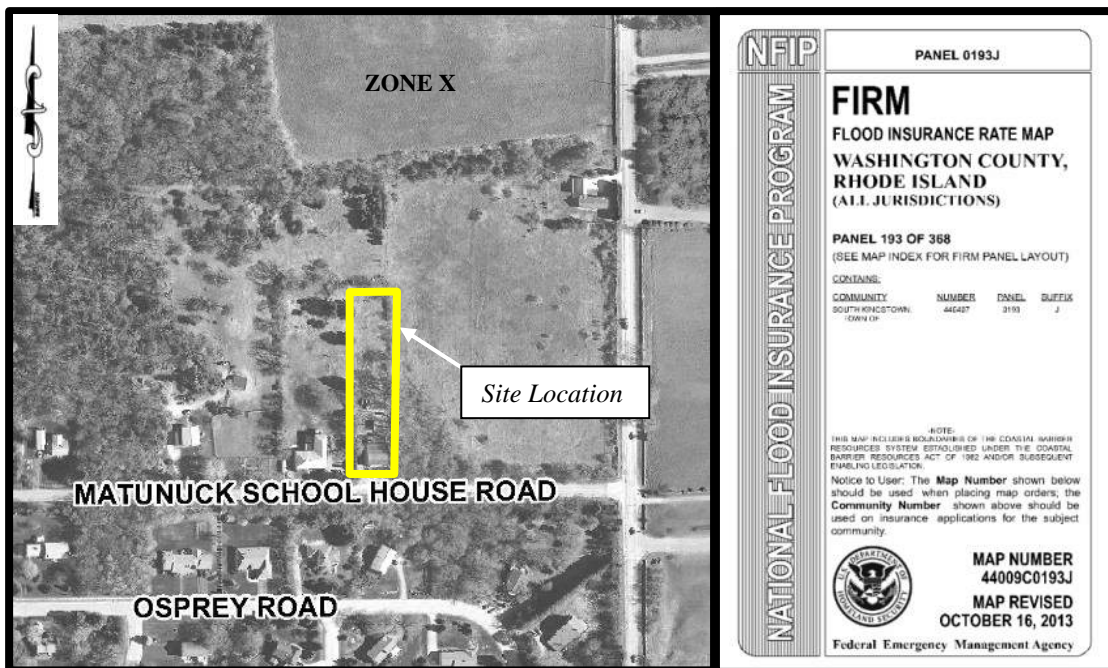 ZONE X
Site Location
MATUNUCK SCHOOL HOUSE ROAD
OSPREY ROAD
NFIP
NATIONAL FLOOD INSURANCE PROGRAM
PANEL 0193J
FIRM
FLOOD INSURANCE RATE MAP
WASHINGTON COUNTY,
RHODE ISLAND
(ALL JURISDICTIONS)
PANEL 193 OF 368
(SEE MAP INDEX FOR FIRM PANEL LAYOUT)
CONTAINS:
COMMUNITY NUMBER PANEL SUFFIX
SOUTH KINGSTOWN, 0193 J
TOWN OF
-NOTE-
THIS MAP INCLUDES BOUNDARIES OF THE COASTAL BARRIER
RESOURCES SYSTEM ESTABLISHED UNDER THE COASTAL
BARRIER RESOURCES ACT OF 1982 AND/OR SUBSEQUENT
ENABLING LEGISLATION.
Notice to User: The Map Number shown below
should be used when placing map orders; the
Community Number shown above should be
used on insurance applications for the subject
community.
U.S. DEPARTMENT OF
HOMELAND SECURITY
MAP NUMBER
44009C0193J
MAP REVISED
OCTOBER 16, 2013
Federal Emergency Management Agency